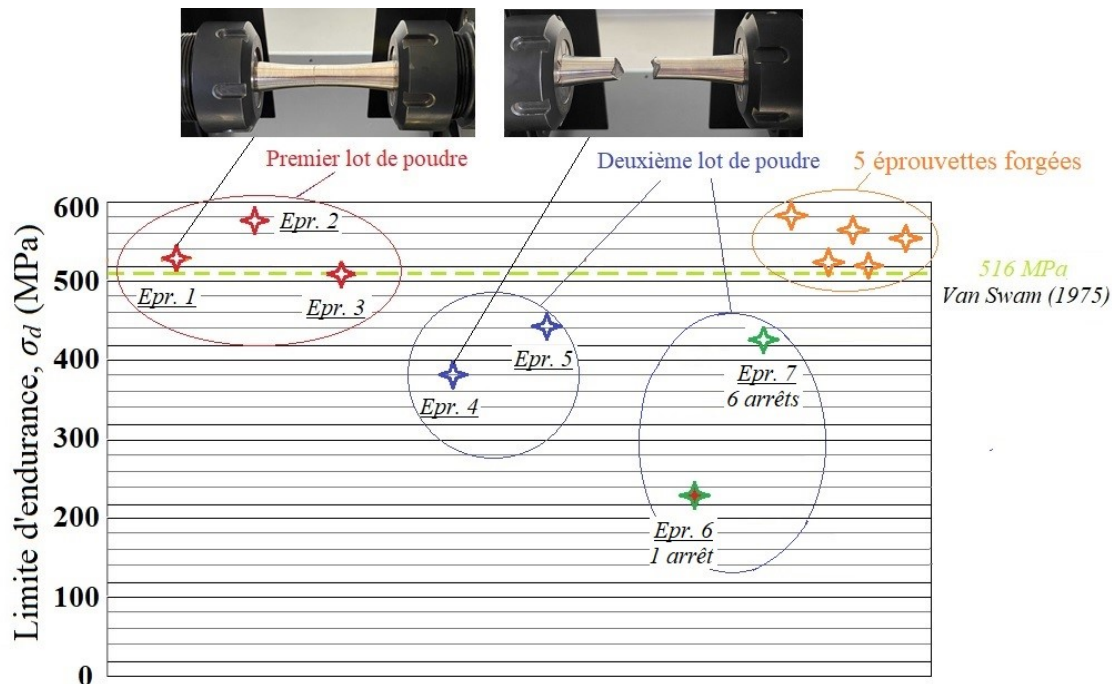 Premier lot de poudre
Deuxième lot de poudre
5 éprouvettes forgées
Limite d'endurance, σd (MPa)
600
500
400
300
200
100
0
Epr. 1
Epr. 2
Epr. 3
Epr. 4
Epr. 5
Epr. 7
6 arrêts
Epr. 6
1 arrêt
516 MPa
Van Swam (1975)